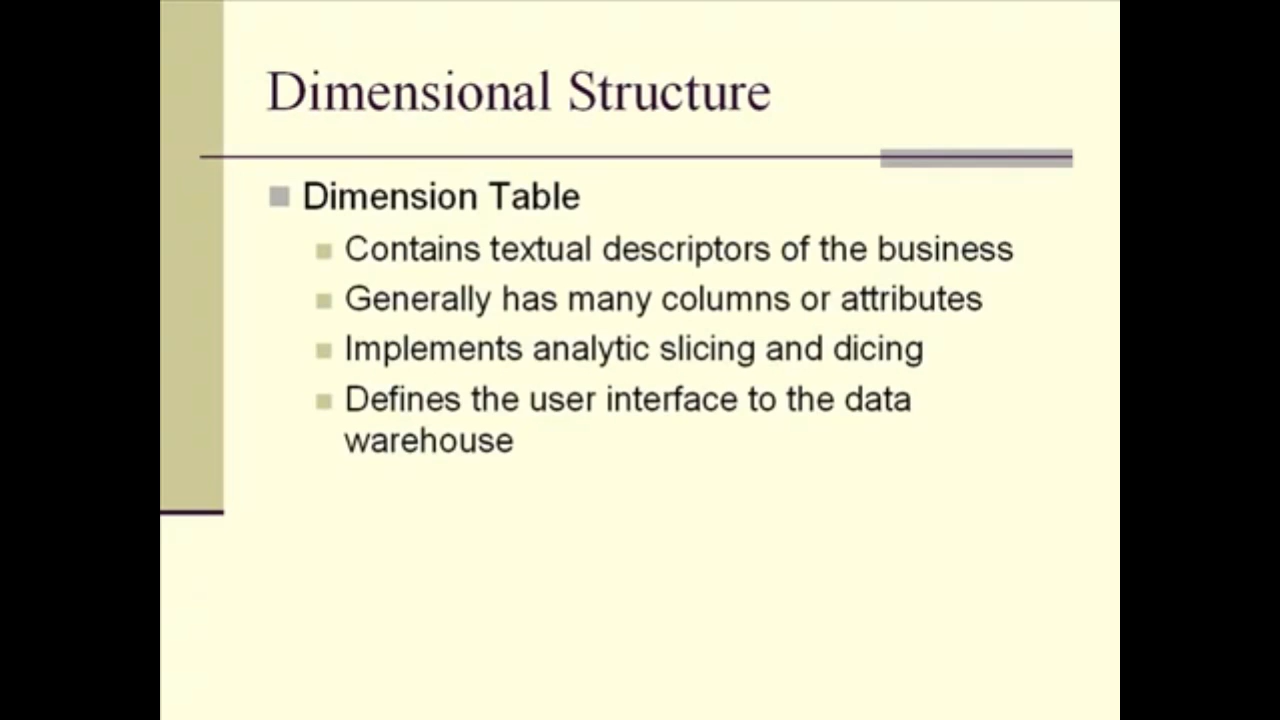 Dimensional Structure
Dimension Table
Contains textual descriptors of the business
Generally has many columns or attributes
Implements analytic slicing and dicing
Defines the user interface to the data
warehouse